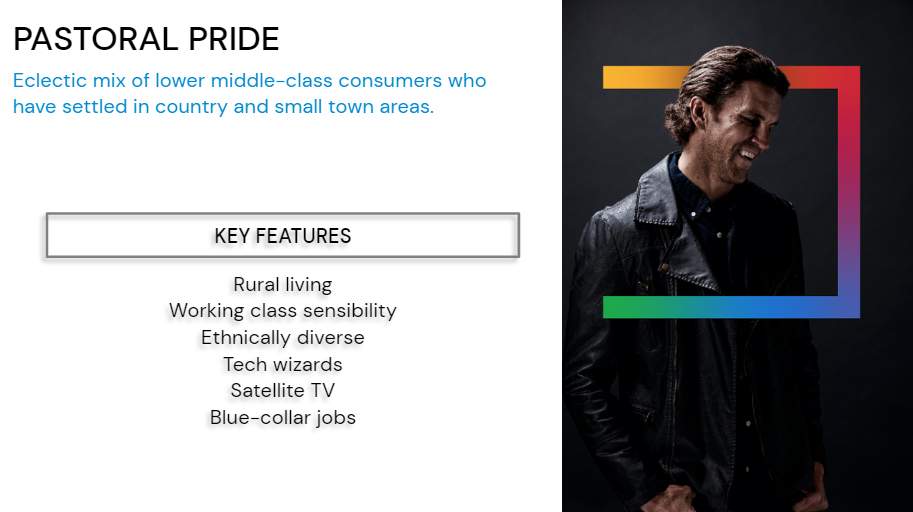 PASTORAL PRIDE
Eclectic mix of lower middle-class consumers who
have settled in country and small town areas.
KEY FEATURES
Rural living
Working class sensibility
Ethnically diverse
Tech wizards
Satellite TV
Blue-collar jobs